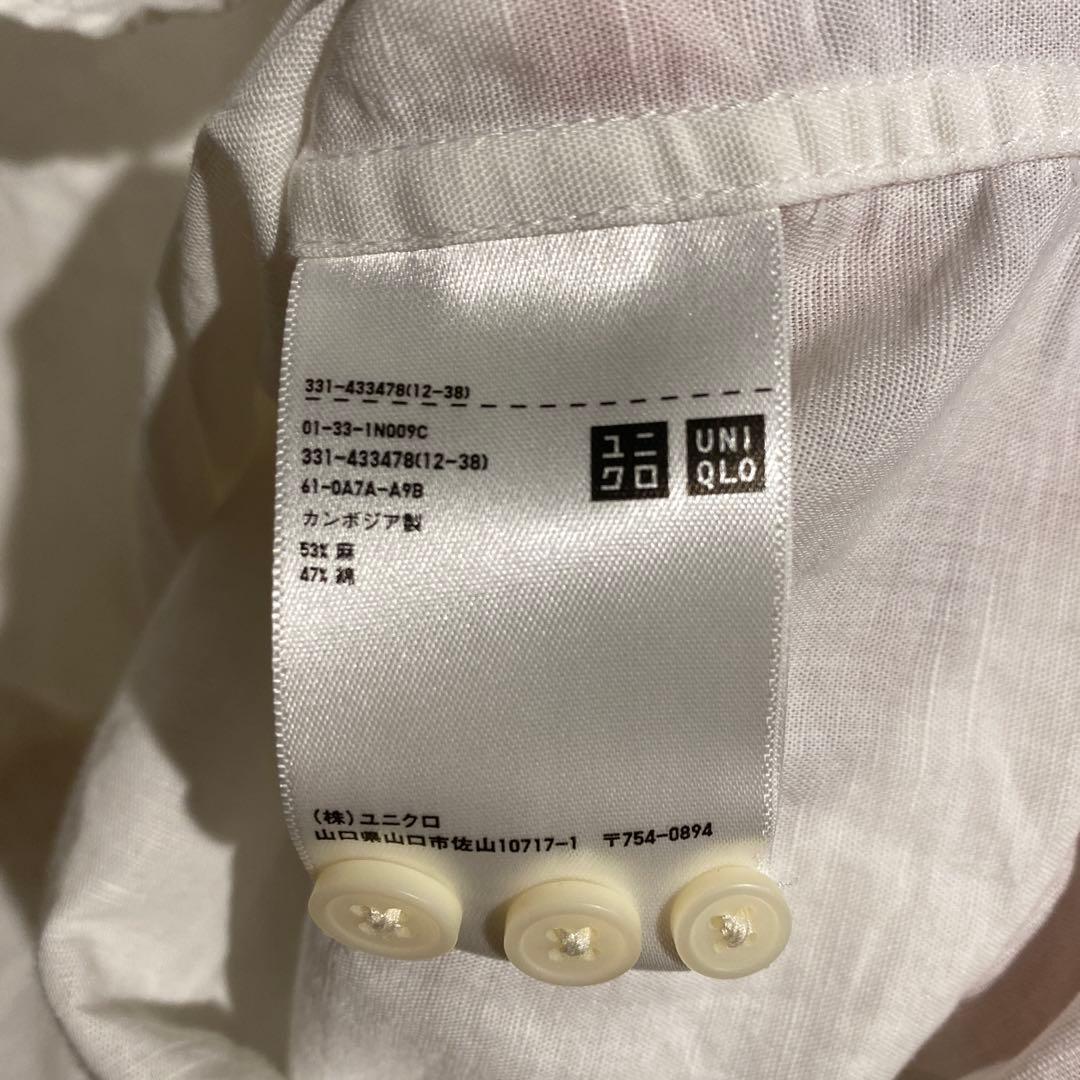 331-433478(12-38)
01-33-1N009C
331-433478(12-38)
61-0A7A-A9B
カンボジア製
53% 麻
47% 綿
ユニ
クロ
UNI
QLO
(株)ユニクロ
山口県山口市佐山10717-1 〒754-0894